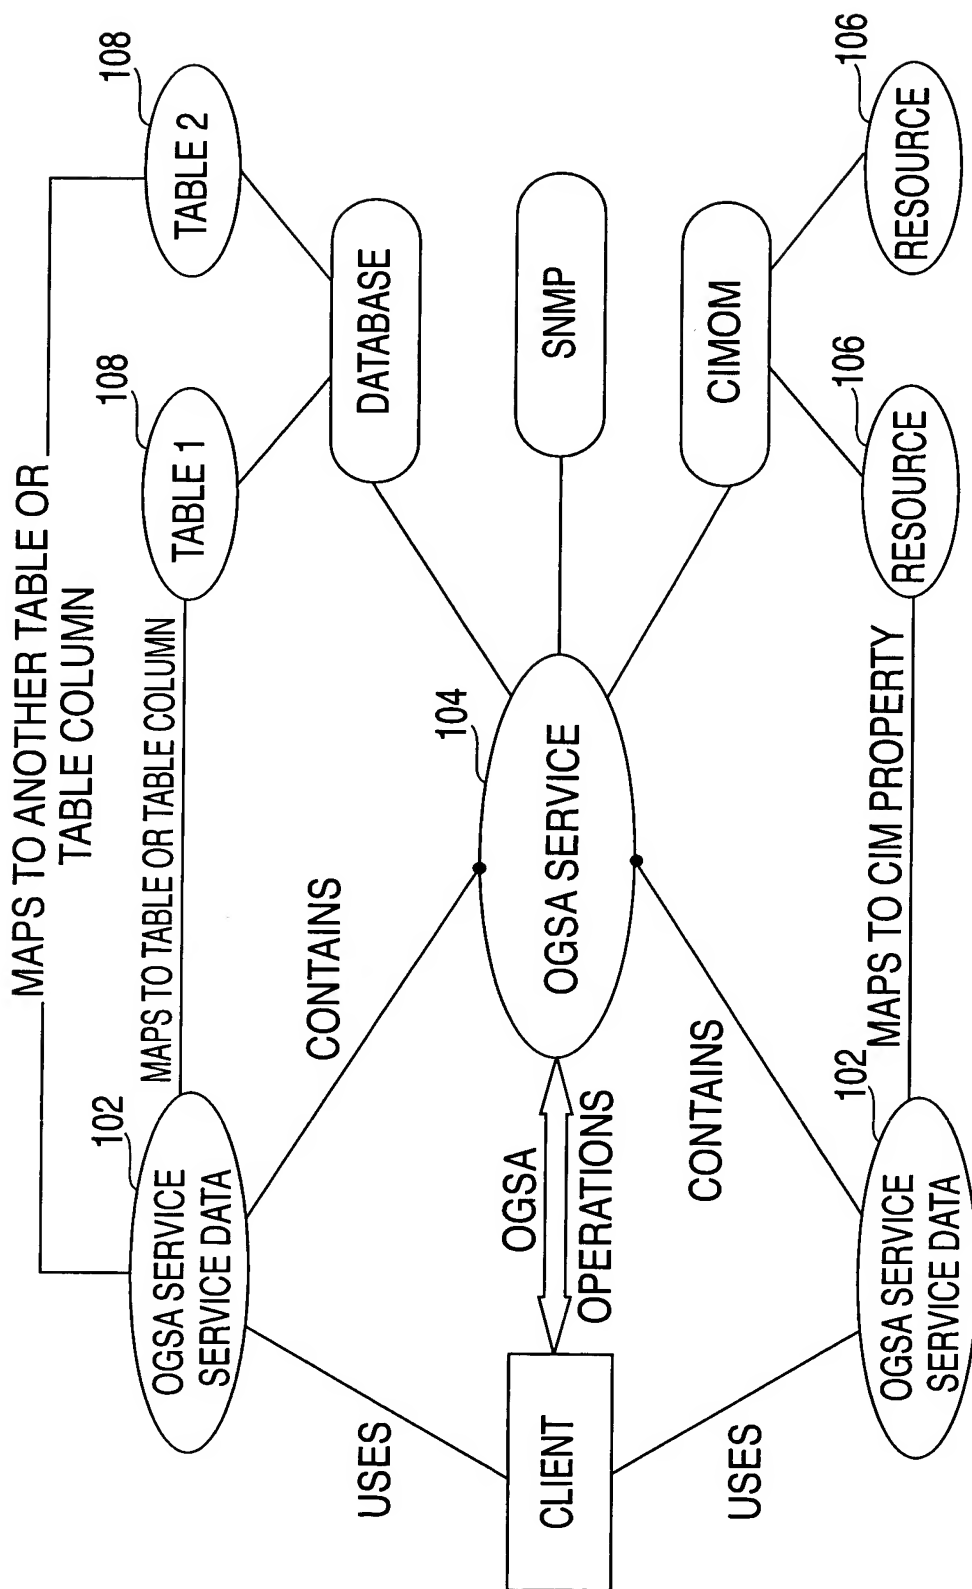 MAPS TO ANOTHER TABLE OR
TABLE COLUMN
102
OGSA SERVICE
SERVICE DATA
MAPS TO TABLE OR TABLE COLUMN
108
TABLE 1
108
TABLE 2
USES
CONTAINS
DATABASE
CLIENT
OGSA
OPERATIONS
104
OGSA SERVICE
SNMP
USES
CONTAINS
CIMOM
102
OGSA SERVICE
SERVICE DATA
MAPS TO CIM PROPERTY
106
RESOURCE
106
RESOURCE